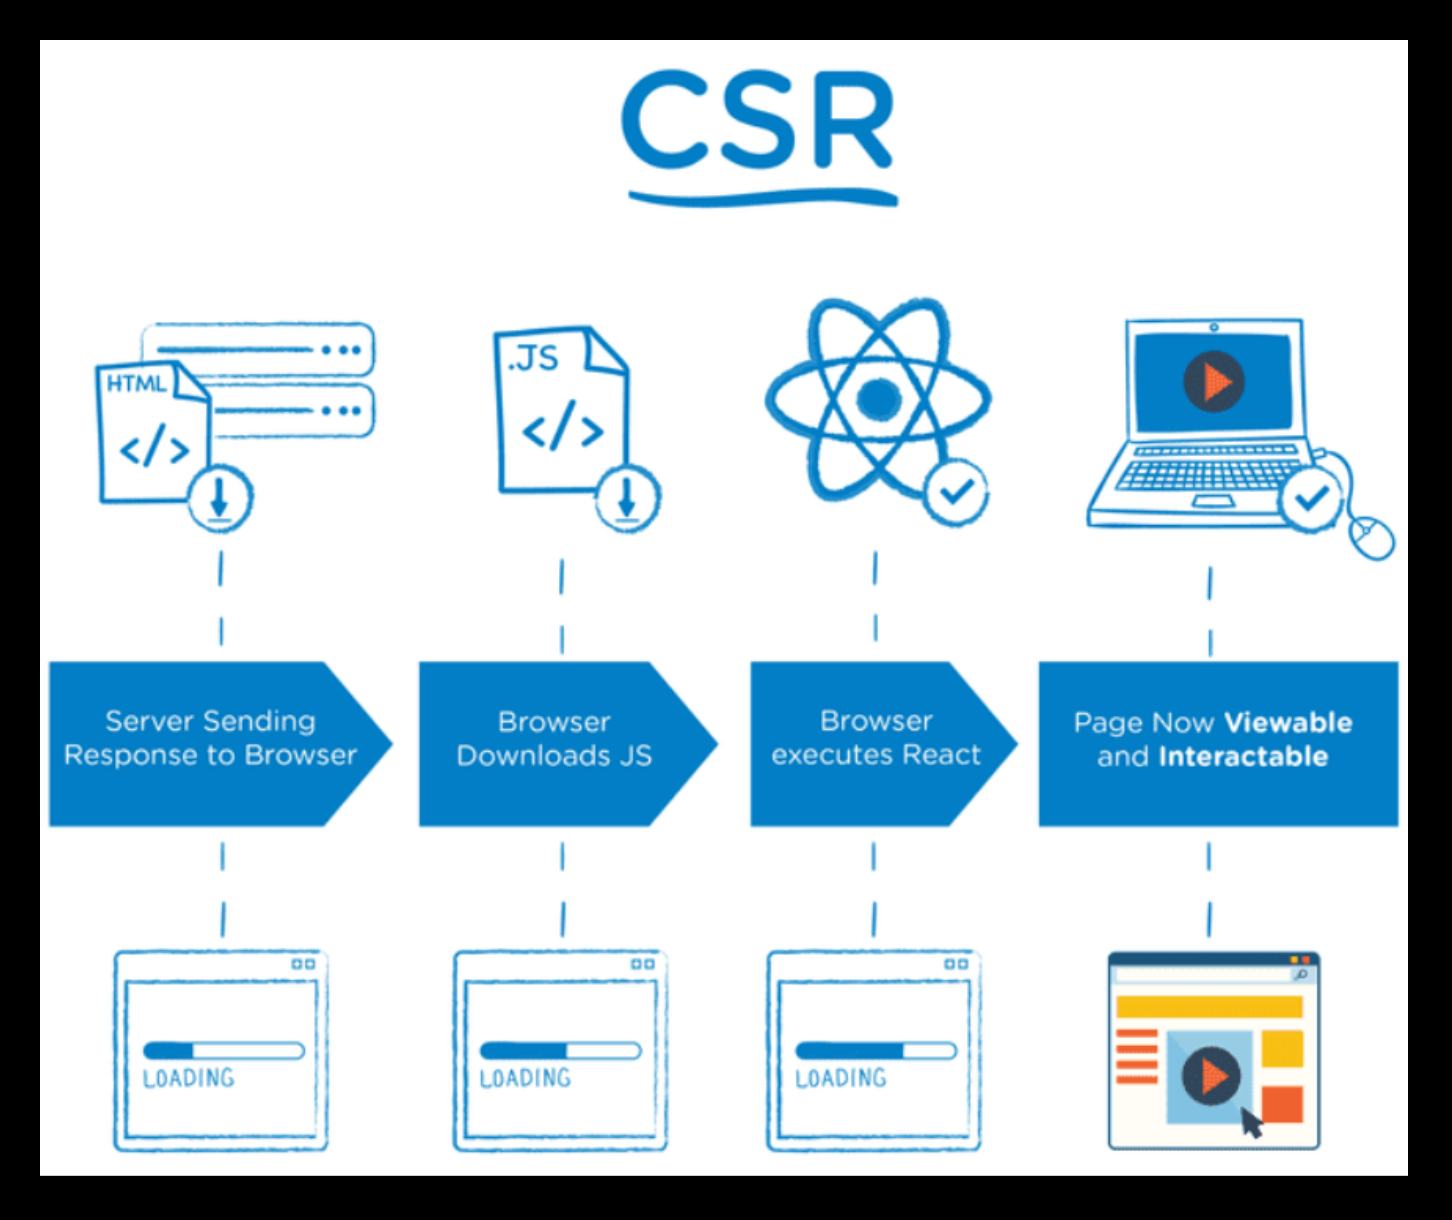 CSR
HTML
</>
.JS
</>
Server Sending
Response to Browser
Browser
Downloads JS
Browser
executes React
Page Now Viewable
and Interactable
LOADING
LOADING
LOADING